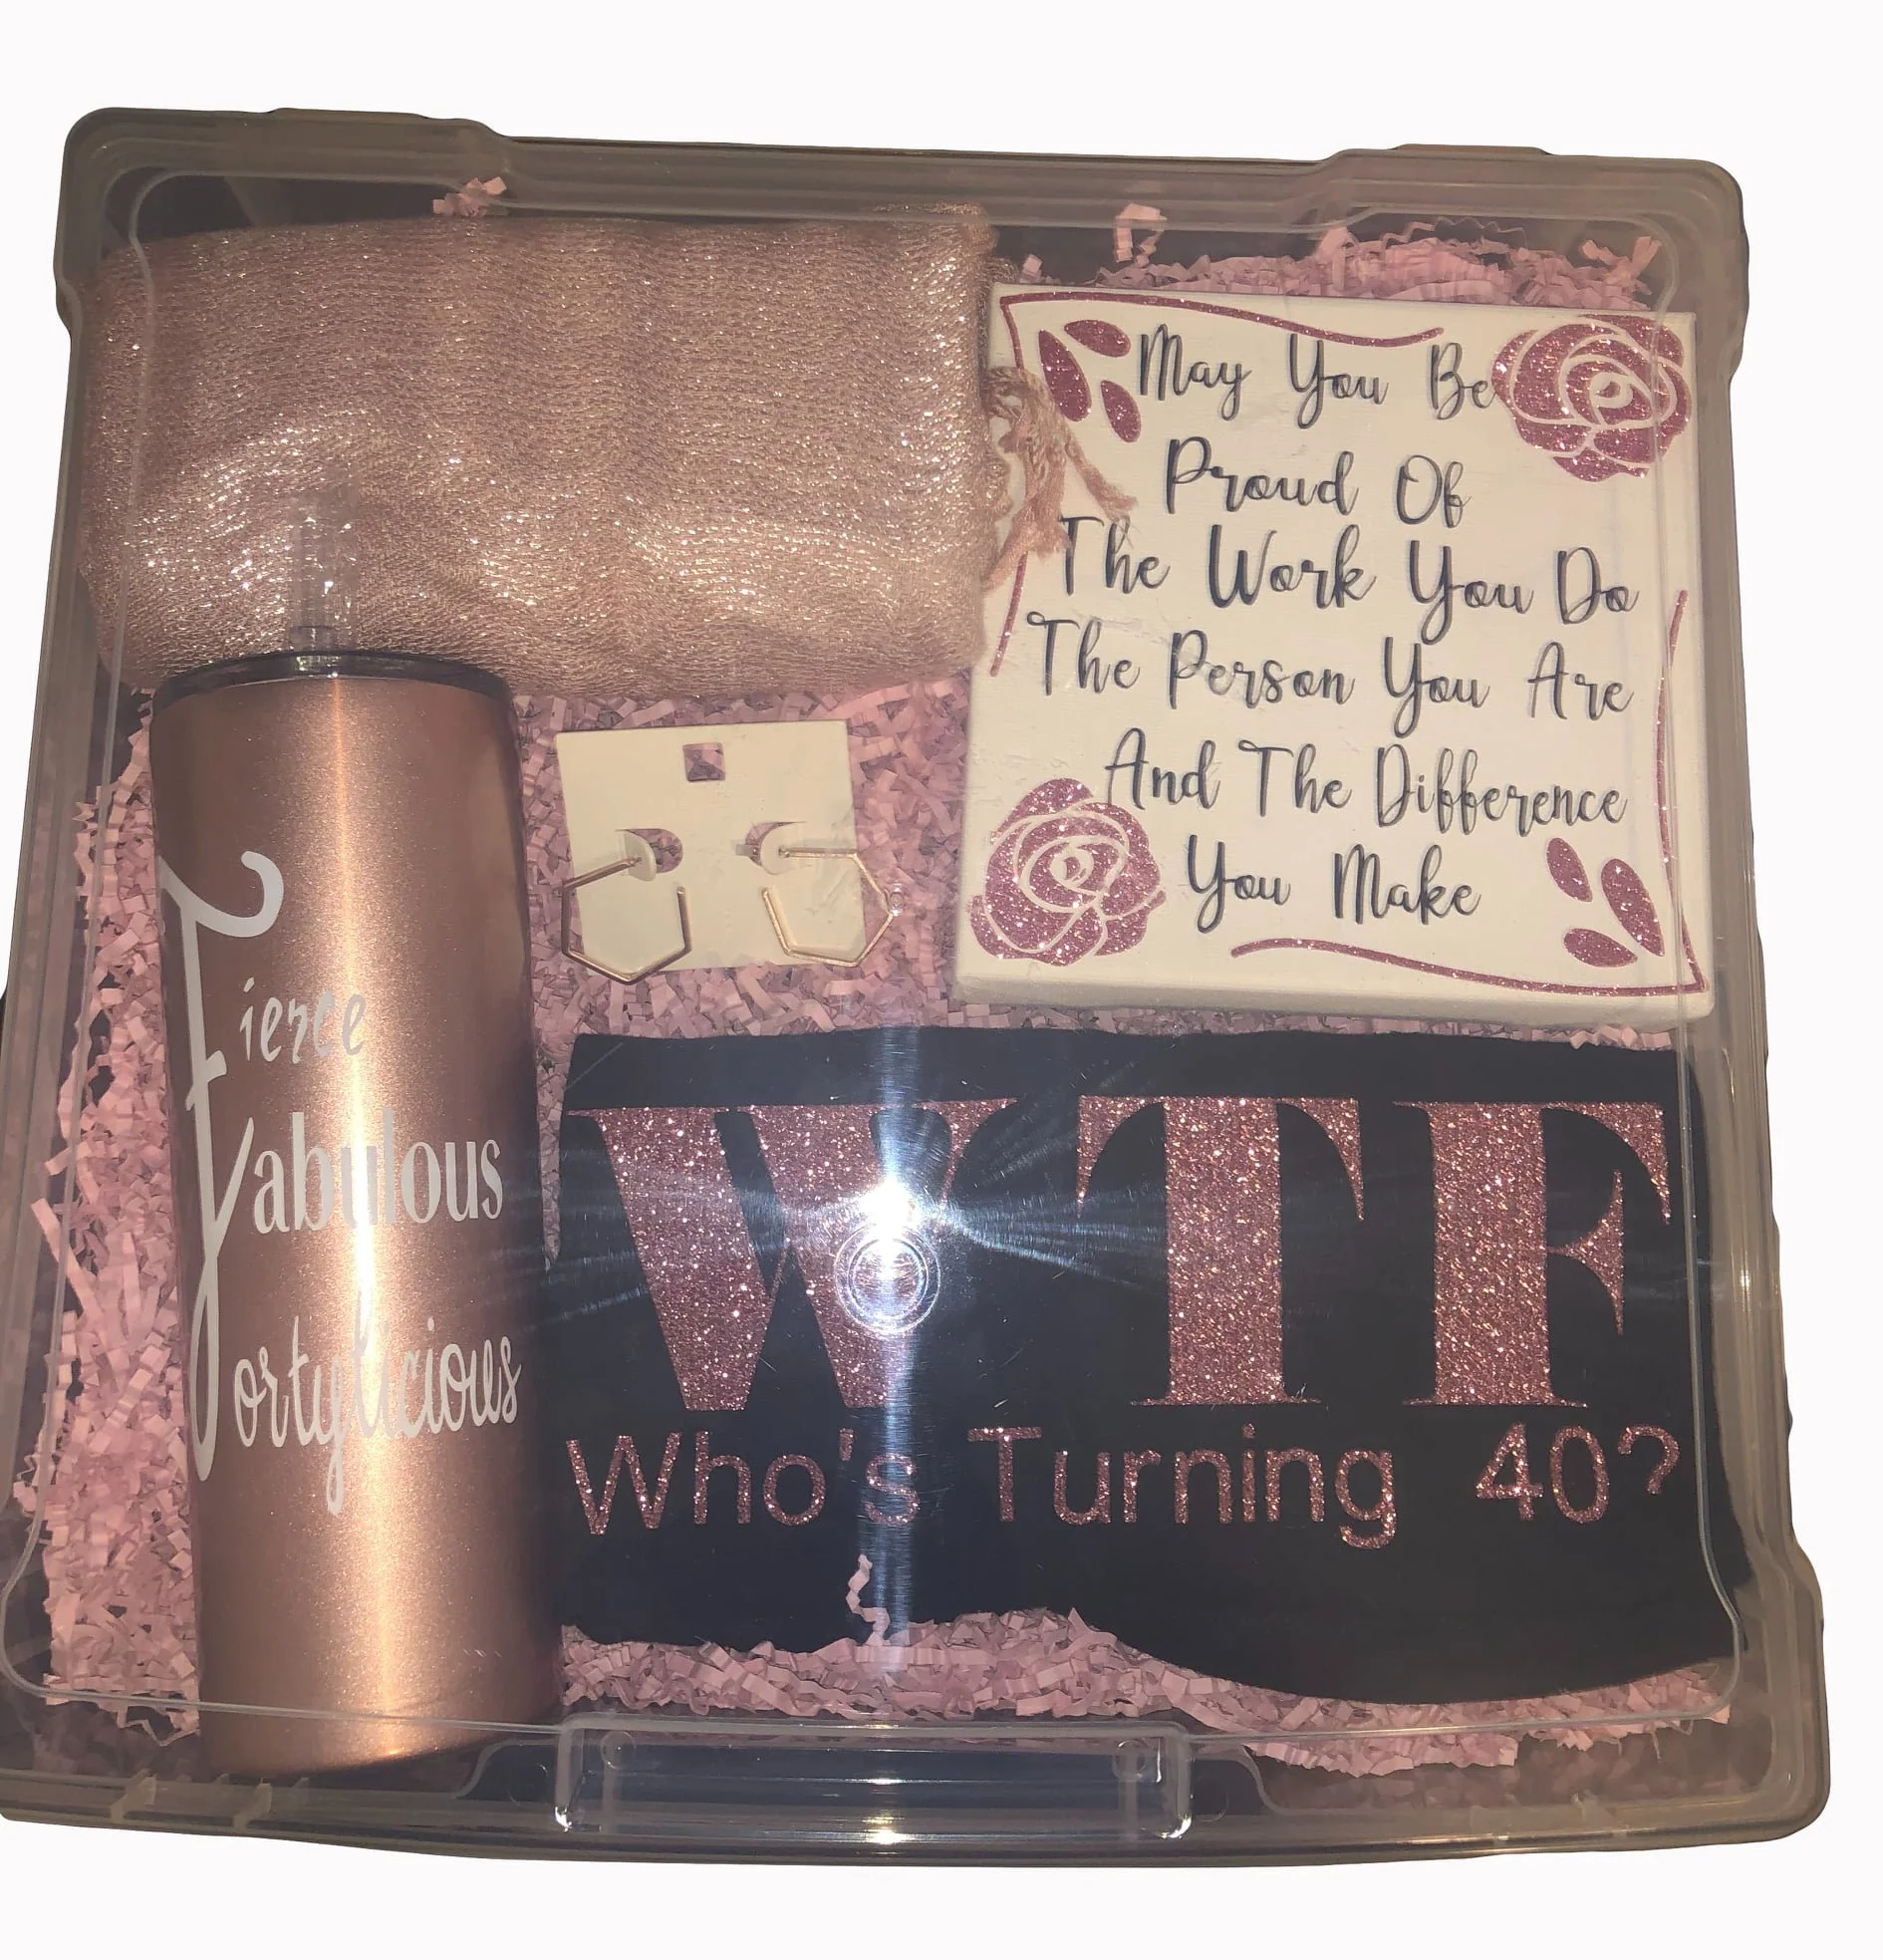 May You Be
Proud Of
The Work You Do
The Person You Are
And The Difference
You Make
Fierce
Fabulous
Fortylicious
WTF
Who's Turning 40?